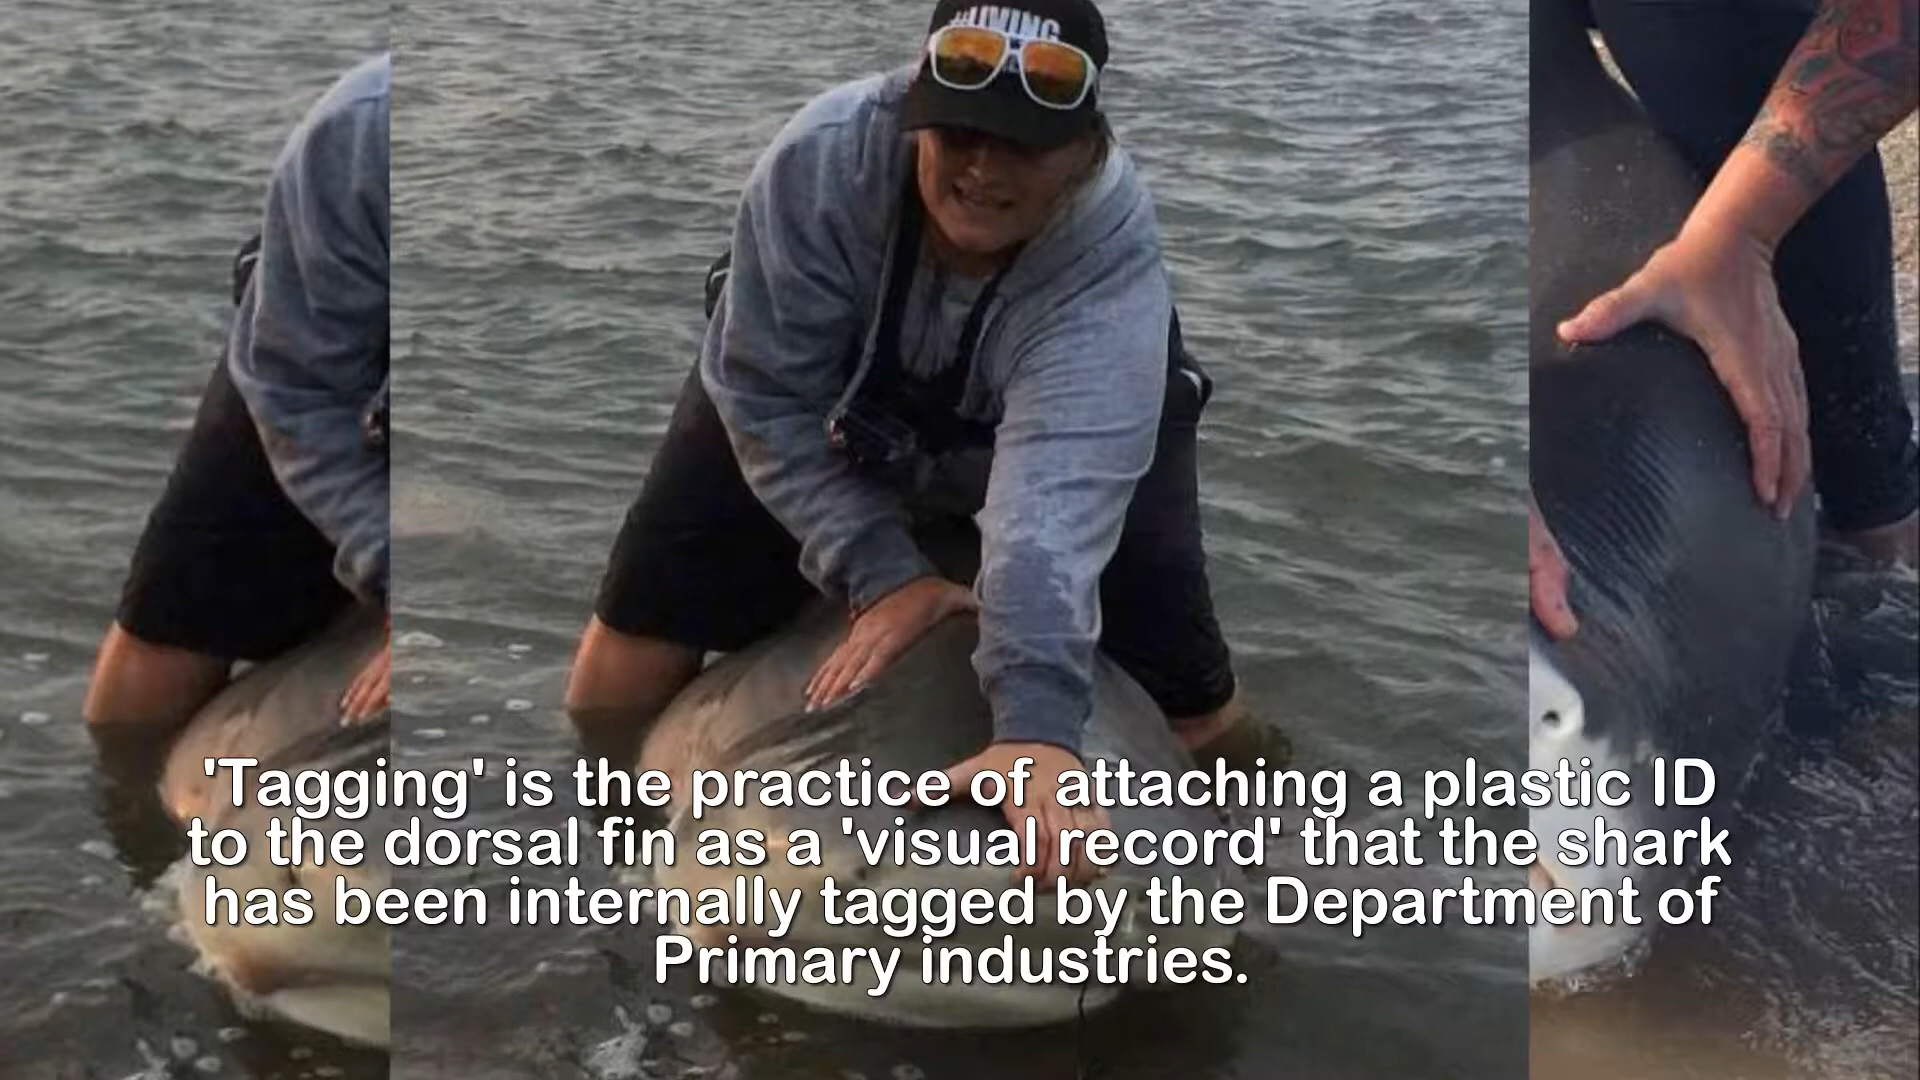 #LIVING
'Tagging' is the practice of attaching a plastic ID
to the dorsal fin as a 'visual record' that the shark
has been internally tagged by the Department of
Primary industries.